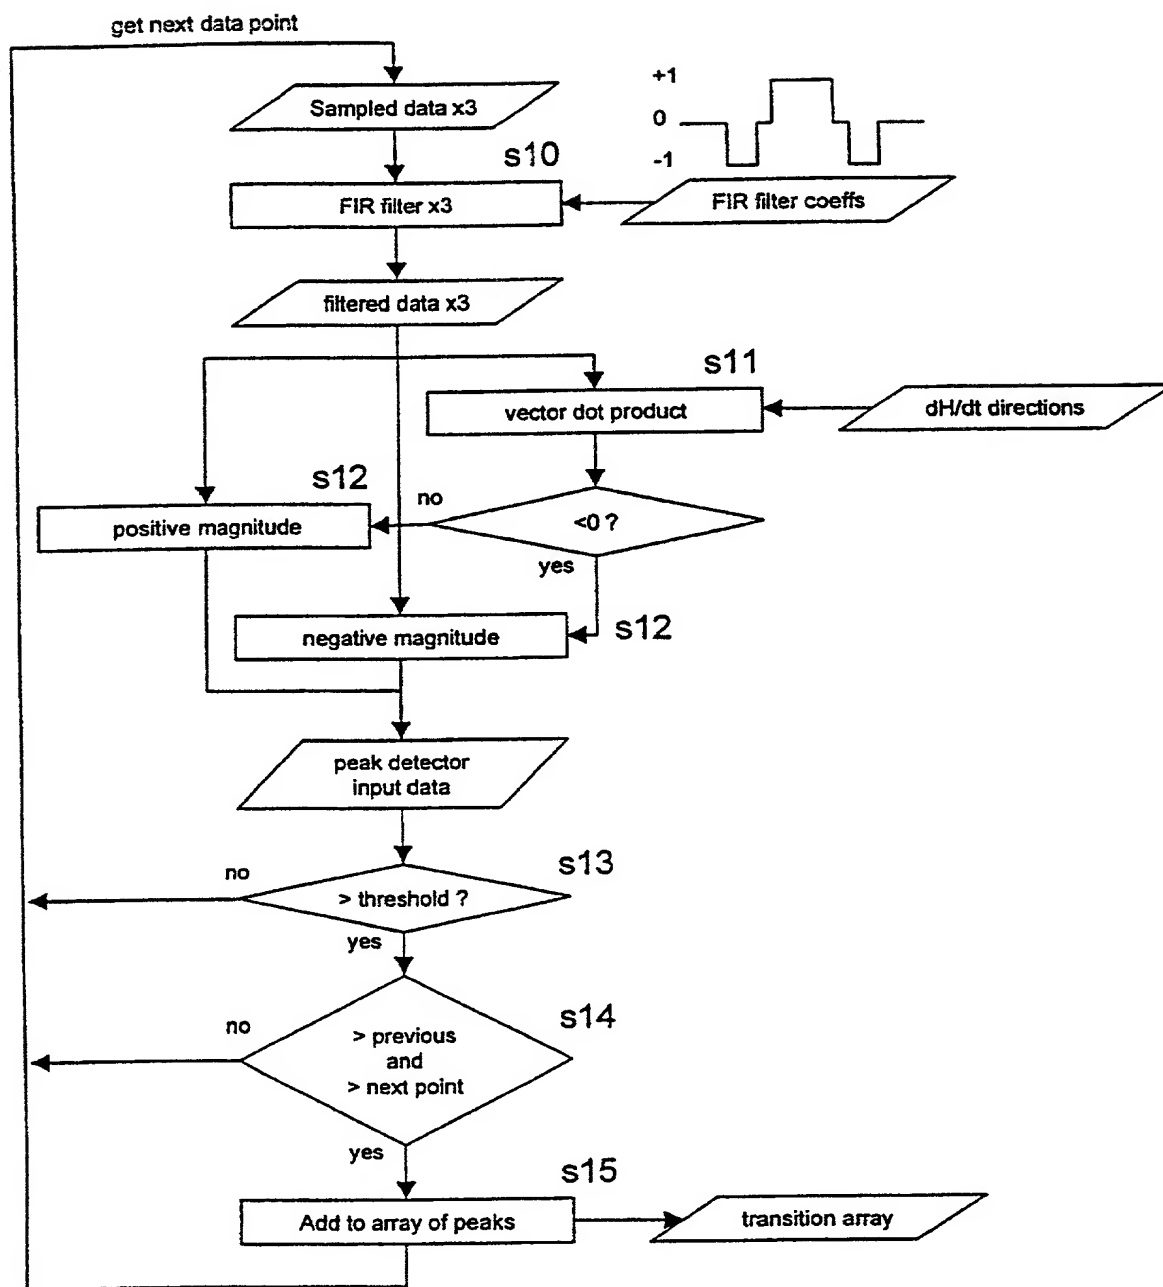 get next data point
Sampled data x3
+1
0
-1
s10
FIR filter x3
FIR filter coeffs
filtered data x3
s11
vector dot product
dH/dt directions
s12
no
positive magnitude
<0 ?
yes
negative magnitude
s12
peak detector
input data
s13
no
> threshold ?
yes
s14
no
> previous
and
> next point
yes
s15
Add to array of peaks
transition array